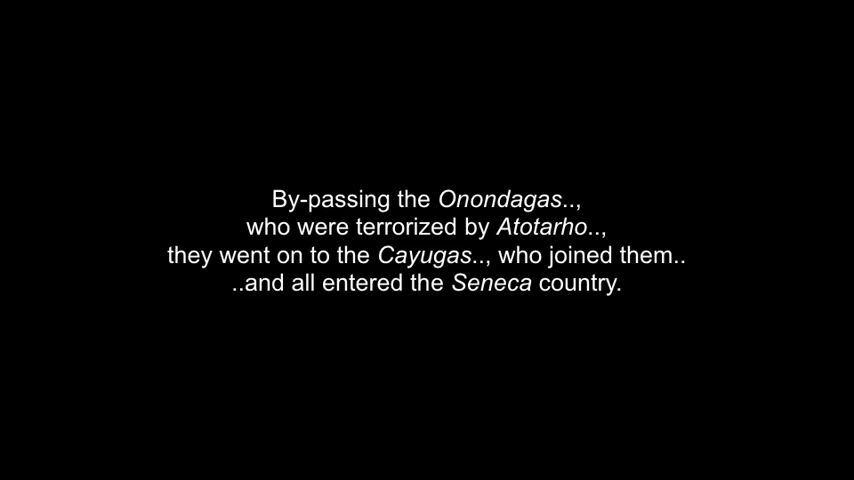 By-passing the Onondagas..,
who were terrorized by Atotarho..,
they went on to the Cayugas.., who joined them..
..and all entered the Seneca country.